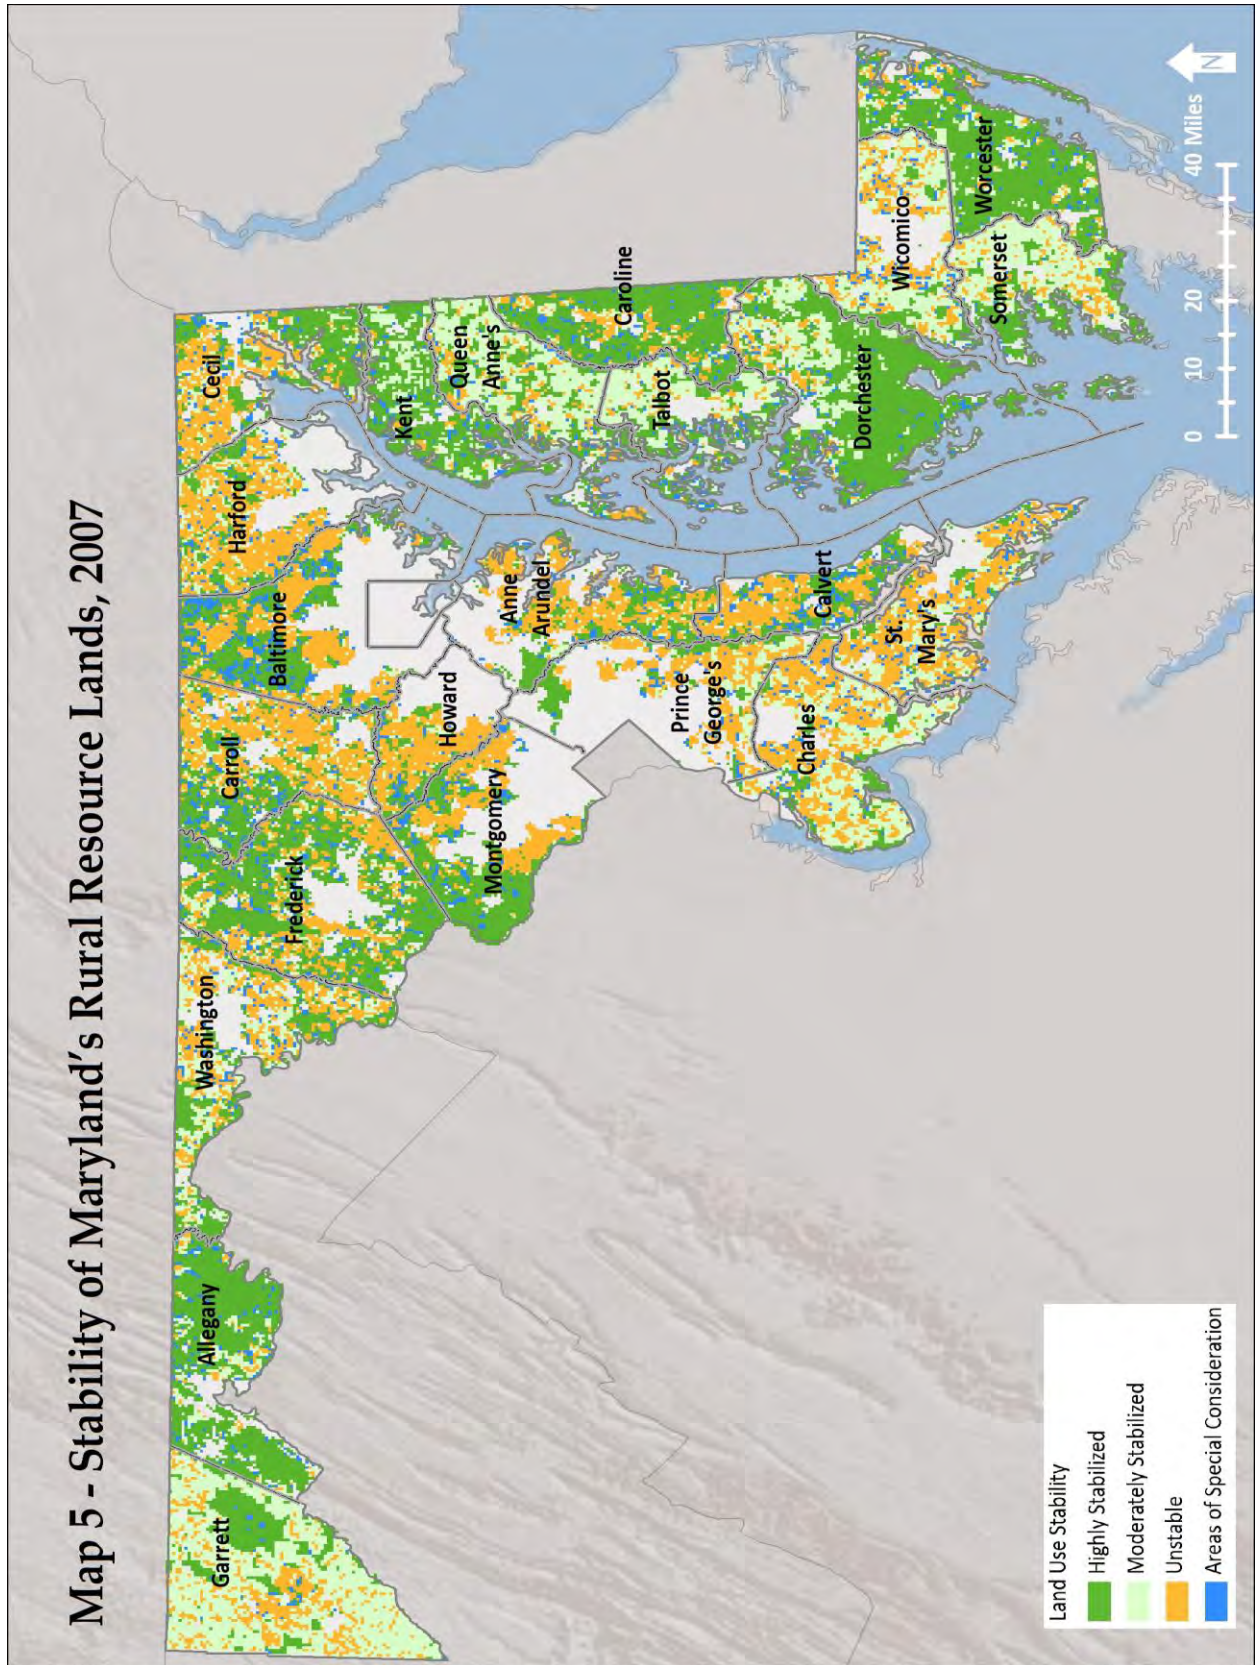 Map 5 - Stability of Maryland's Rural Resource Lands, 2007
Garrett
Allegany
Washington
Frederick
Carroll
Baltimore
Harford
Cecil
Montgomery
Howard
Anne
Arundel
Kent
Queen
Anne's
Caroline
Talbot
Prince
George's
Charles
Calvert
St.
Mary's
Dorchester
Wicomico
Somerset
Worcester
Land Use Stability
Highly Stabilized
Moderately Stabilized
Unstable
Areas of Special Consideration
0 10 20 40 Miles
N